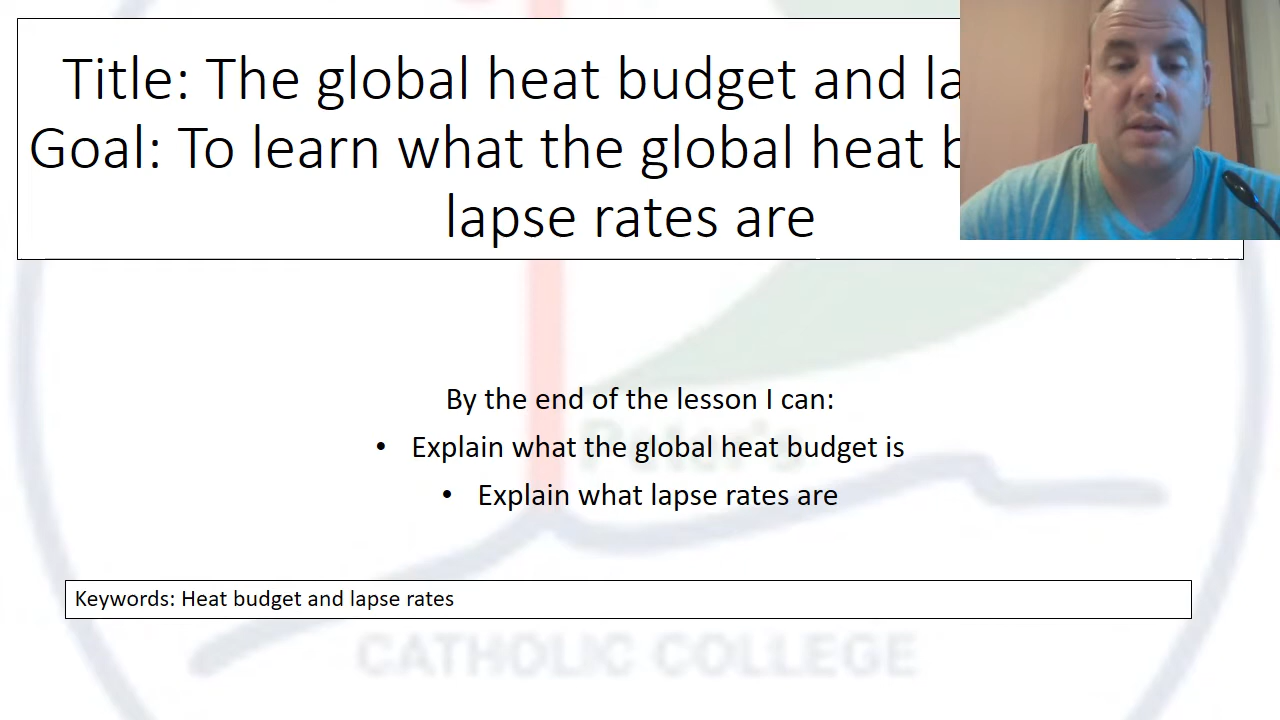 Title: The global heat budget and
Goal: To learn what the global heat
lapse rates are
By the end of the lesson I can:
• Explain what the global heat budget is
• Explain what lapse rates are
Peter's
Keywords: Heat budget and lapse rates
CATHOLIC COLLEGE